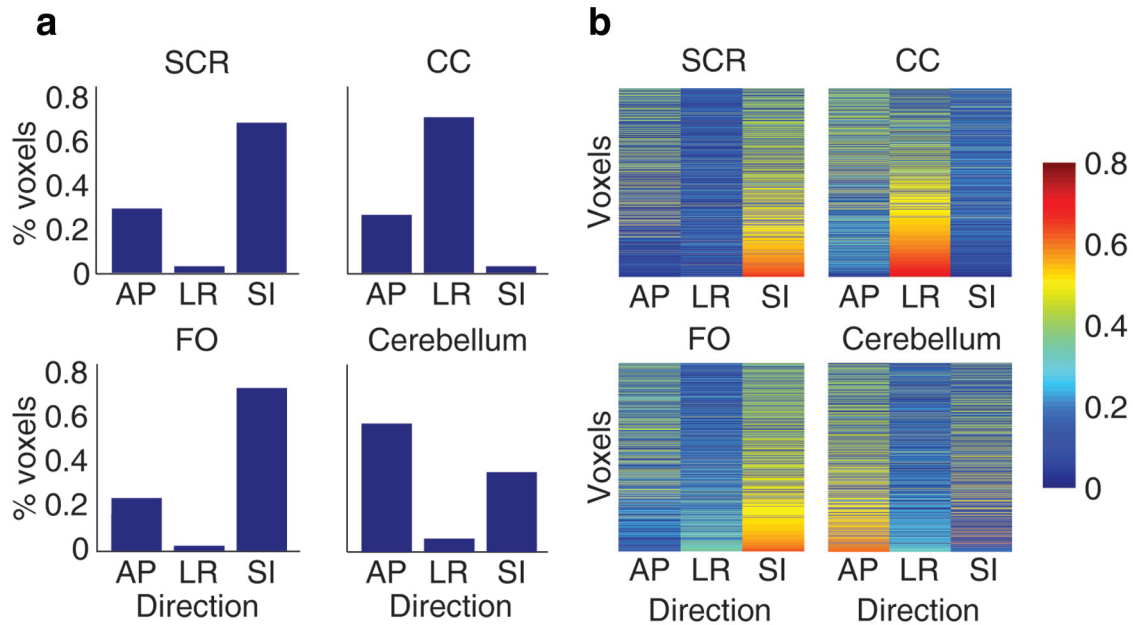 a
SCR
CC
% voxels
0.8
0.6
0.4
0.2
0
AP LR SI
AP LR SI
FO
Cerebellum
% voxels
0.8
0.6
0.4
0.2
0
AP LR SI
AP LR SI
Direction
Direction
b
SCR
CC
Voxels
AP LR SI
AP LR SI
FO
Cerebellum
Voxels
AP LR SI
AP LR SI
Direction
Direction
0.8
0.6
0.4
0.2
0